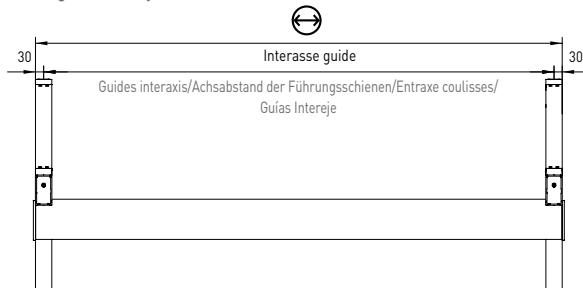 30
Interasse guide
30
Guides interaxis/Achsabstand der Führungsschienen/Entraxe coulisses/
Guías Intereje